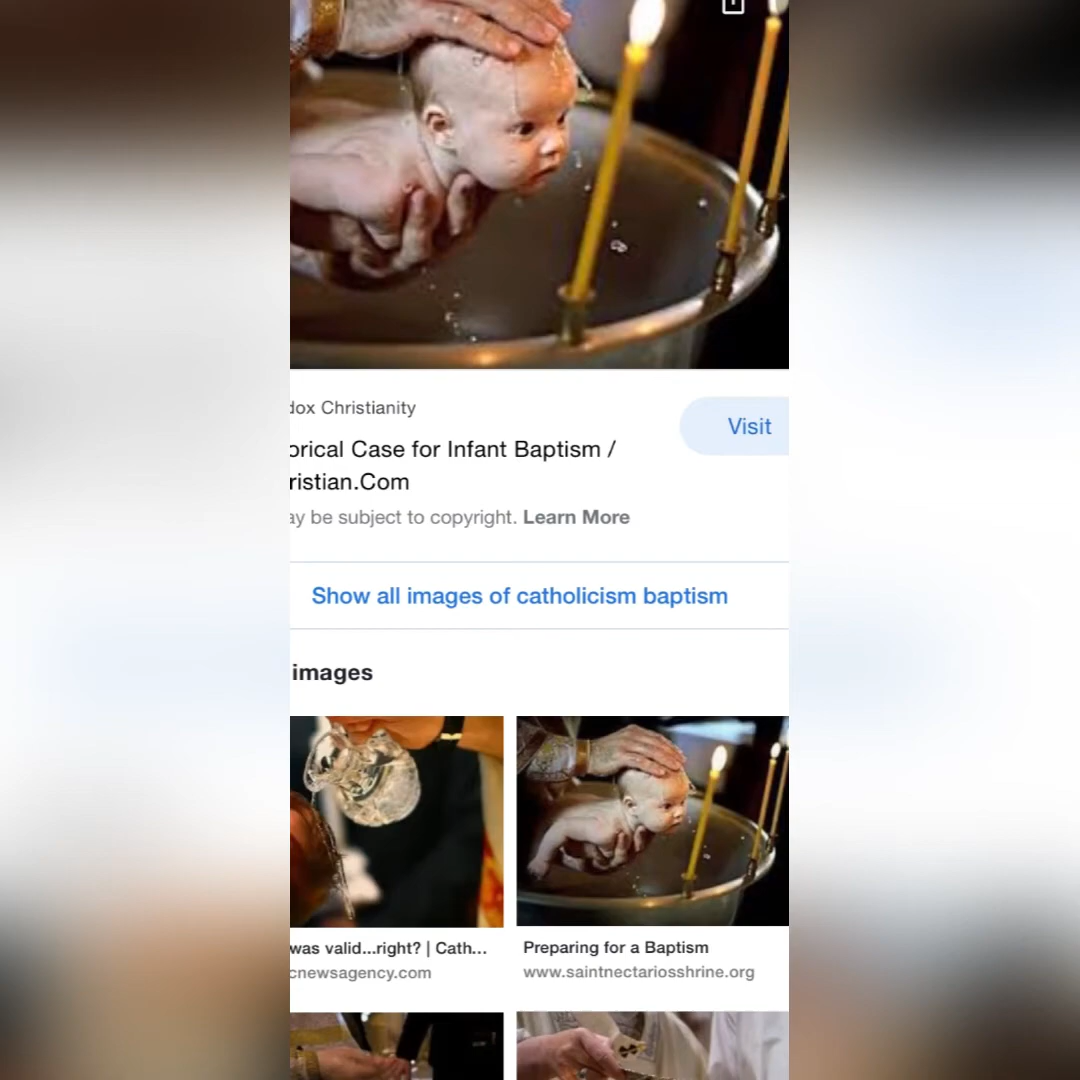 dox Christianity
Visit
orical Case for Infant Baptism /
ristian.Com
ay be subject to copyright. Learn More
Show all images of catholicism baptism
images
was valid...right? | Cath...
cnewsagency.com
Preparing for a Baptism
www.saintnectariosshrine.org